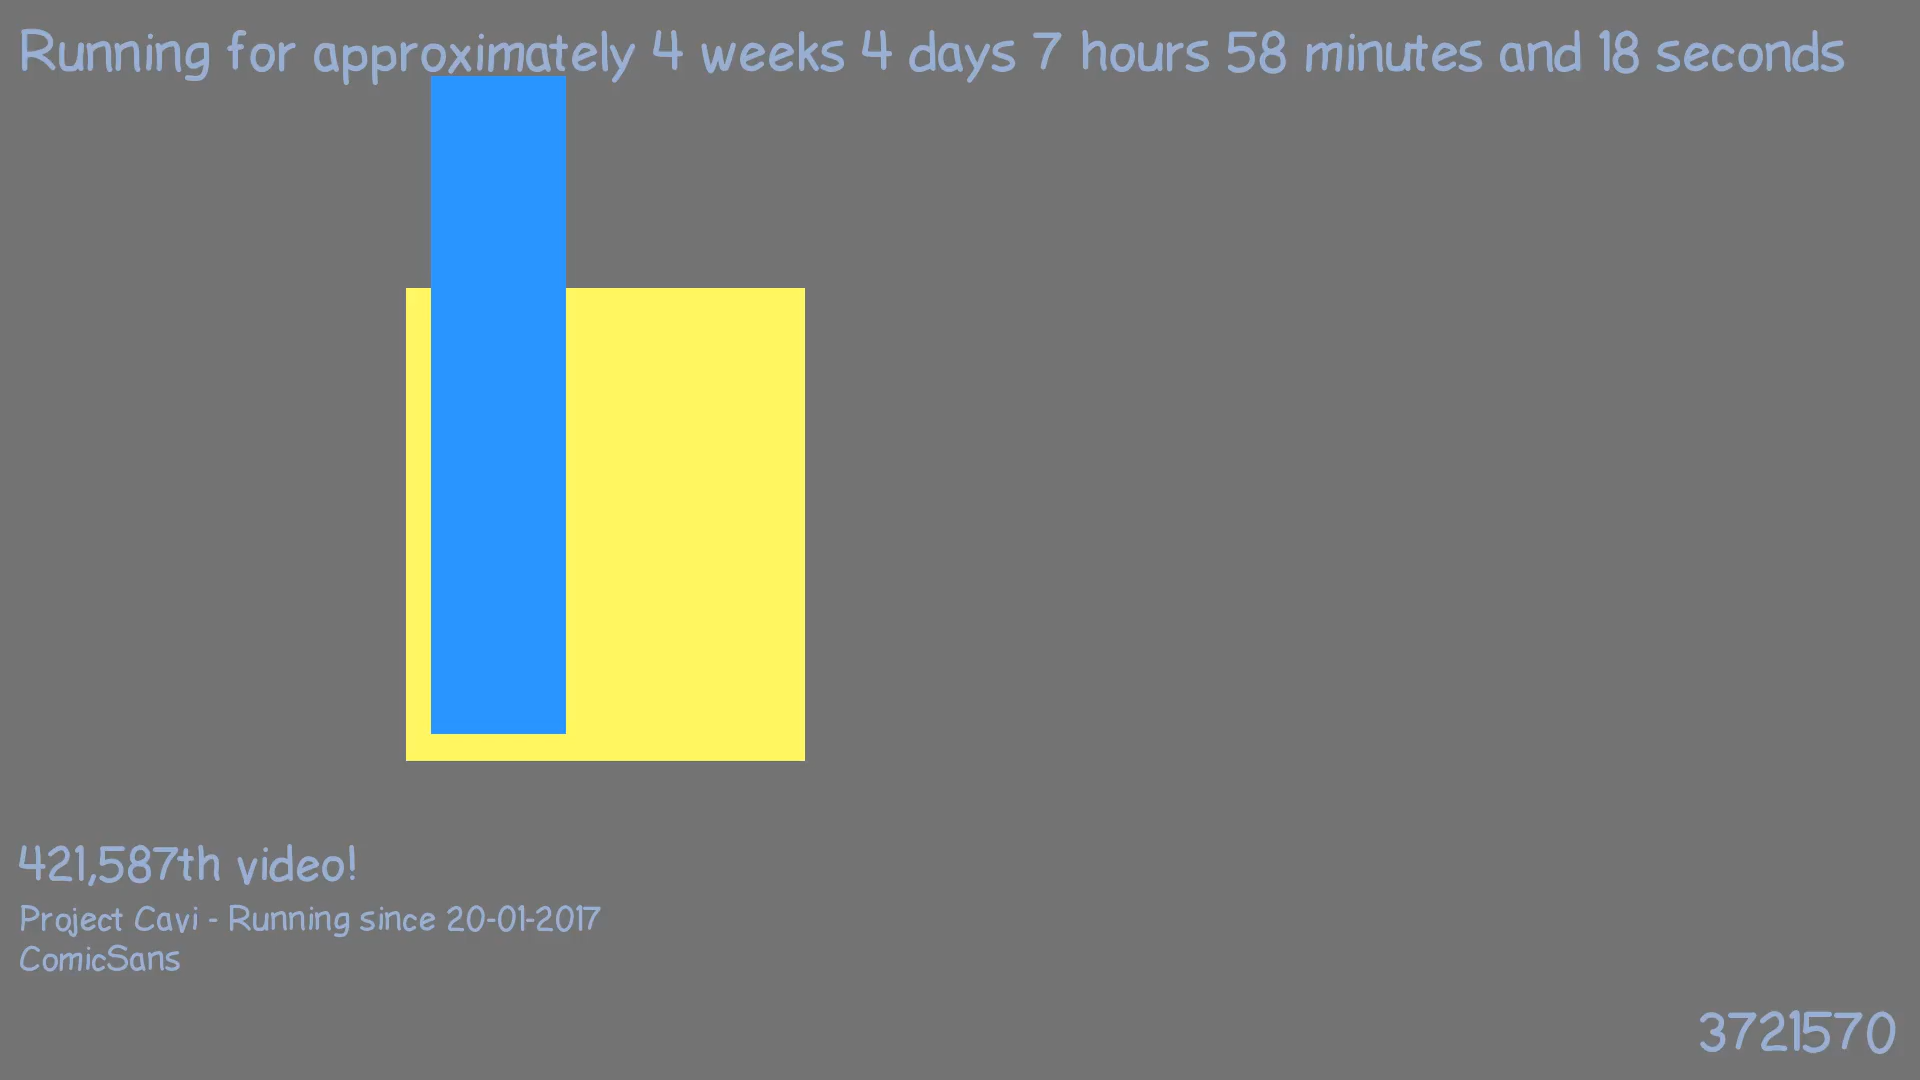 Running for approximately 4 weeks 4 days 7 hours 58 minutes and 18 seconds
421,587th video!
Project Cavi - Running since 20-01-2017
ComicSans
3721570